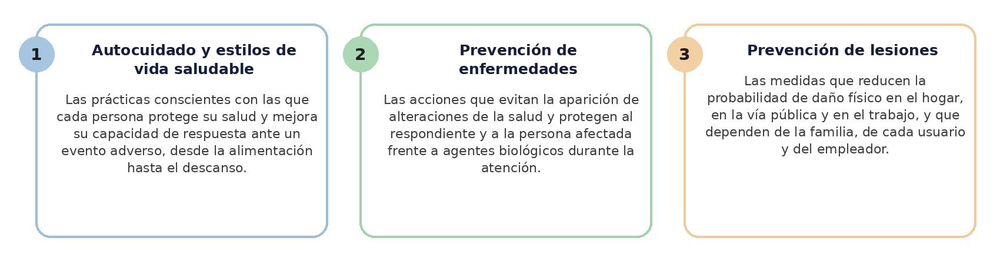 1
Autocuidado y estilos de
vida saludable
Las prácticas conscientes con las que
cada persona protege su salud y mejora
su capacidad de respuesta ante un
evento adverso, desde la alimentación
hasta el descanso.
2
Prevención de
enfermedades
Las acciones que evitan la aparición de
alteraciones de la salud y protegen al
respondiente y a la persona afectada
frente a agentes biológicos durante la
atención.
3
Prevención de lesiones
Las medidas que reducen la
probabilidad de daño físico en el hogar,
en la vía pública y en el trabajo, y que
dependen de la familia, de cada usuario
y del empleador.